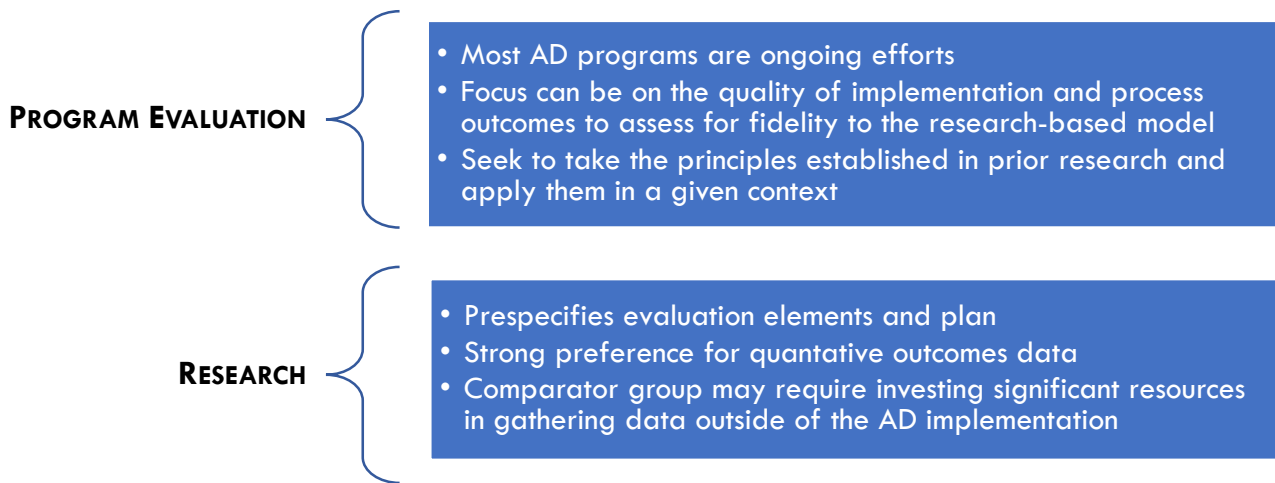 PROGRAM EVALUATION
• Most AD programs are ongoing efforts
• Focus can be on the quality of implementation and process
outcomes to assess for fidelity to the research-based model
• Seek to take the principles established in prior research and
apply them in a given context
RESEARCH
• Prespecifies evaluation elements and plan
• Strong preference for quantative outcomes data
• Comparator group may require investing significant resources
in gathering data outside of the AD implementation